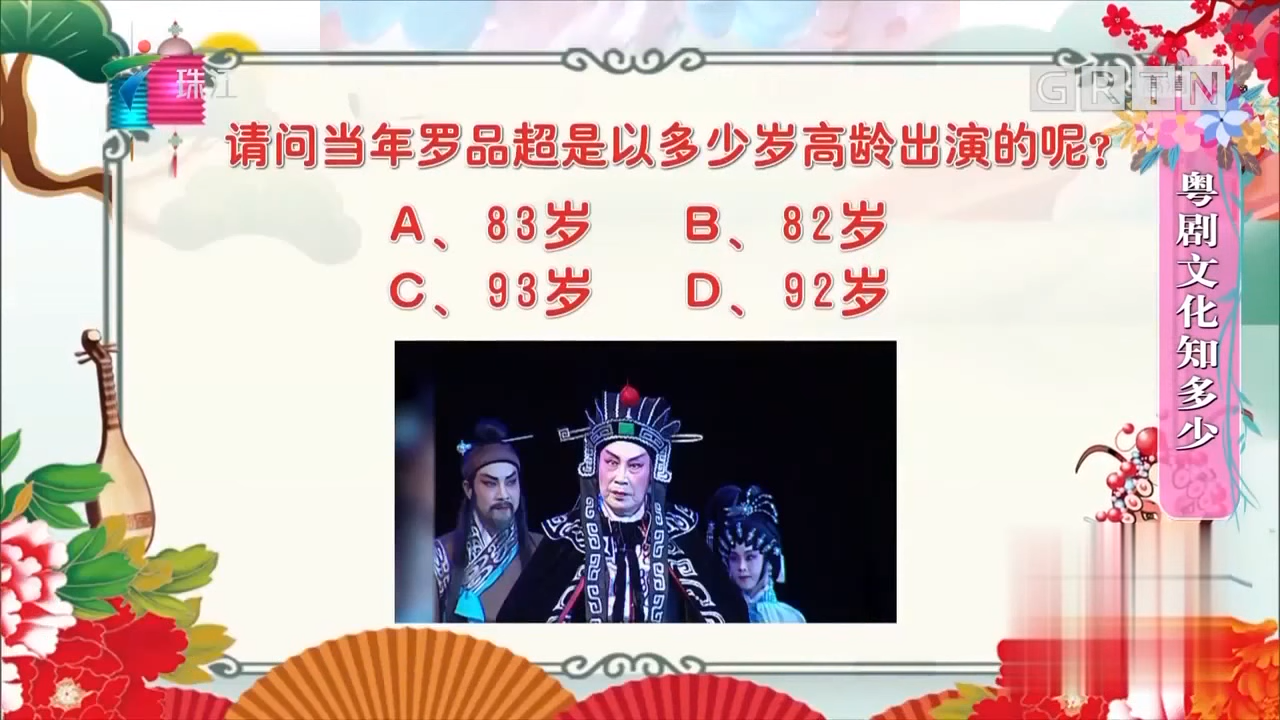 珠江
GRTN
请问当年罗品超是以多少岁高龄出演的呢?
A、83岁 B、82岁
C、93岁 D、92岁
粤剧文化知多少